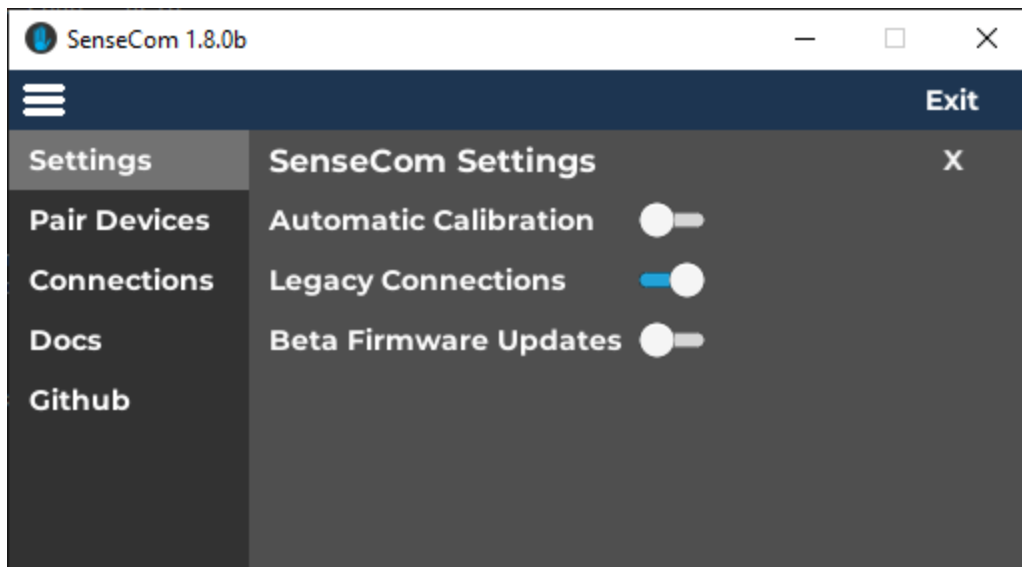 SenseCom 1.8.0b
Exit
Settings
Pair Devices
Connections
Docs
Github
SenseCom Settings
X
Automatic Calibration
Legacy Connections
Beta Firmware Updates